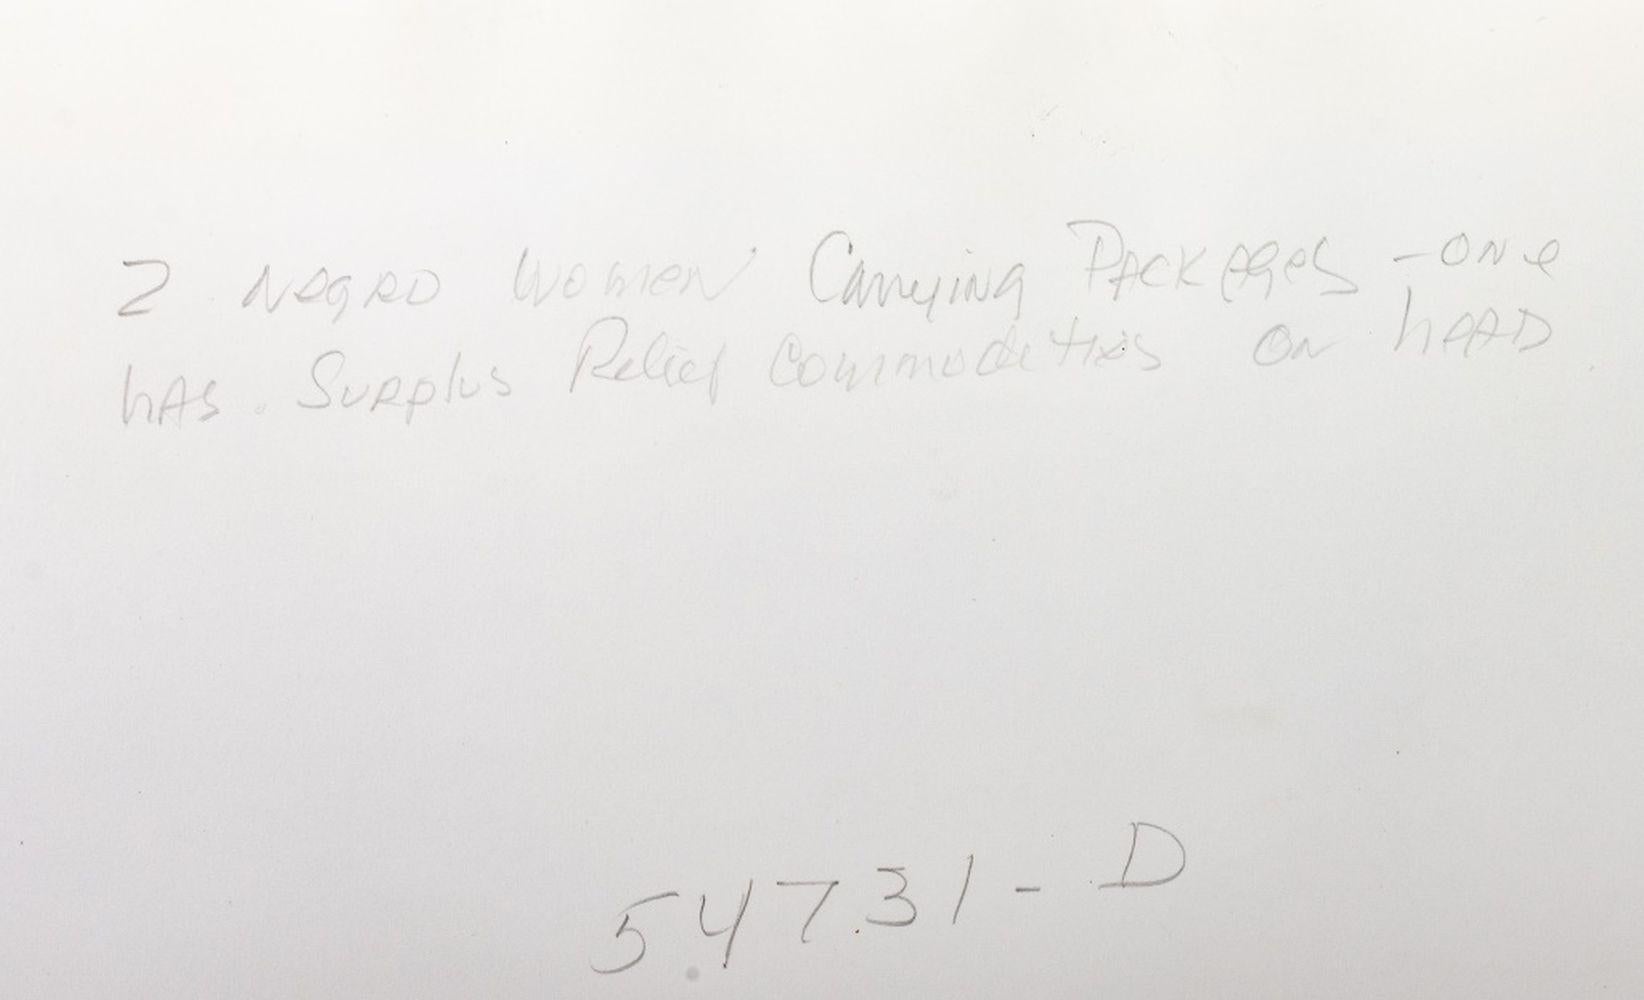 2 Negro Women Carrying Packages - one
has Surplus Relief Commodities on head
54731 - D